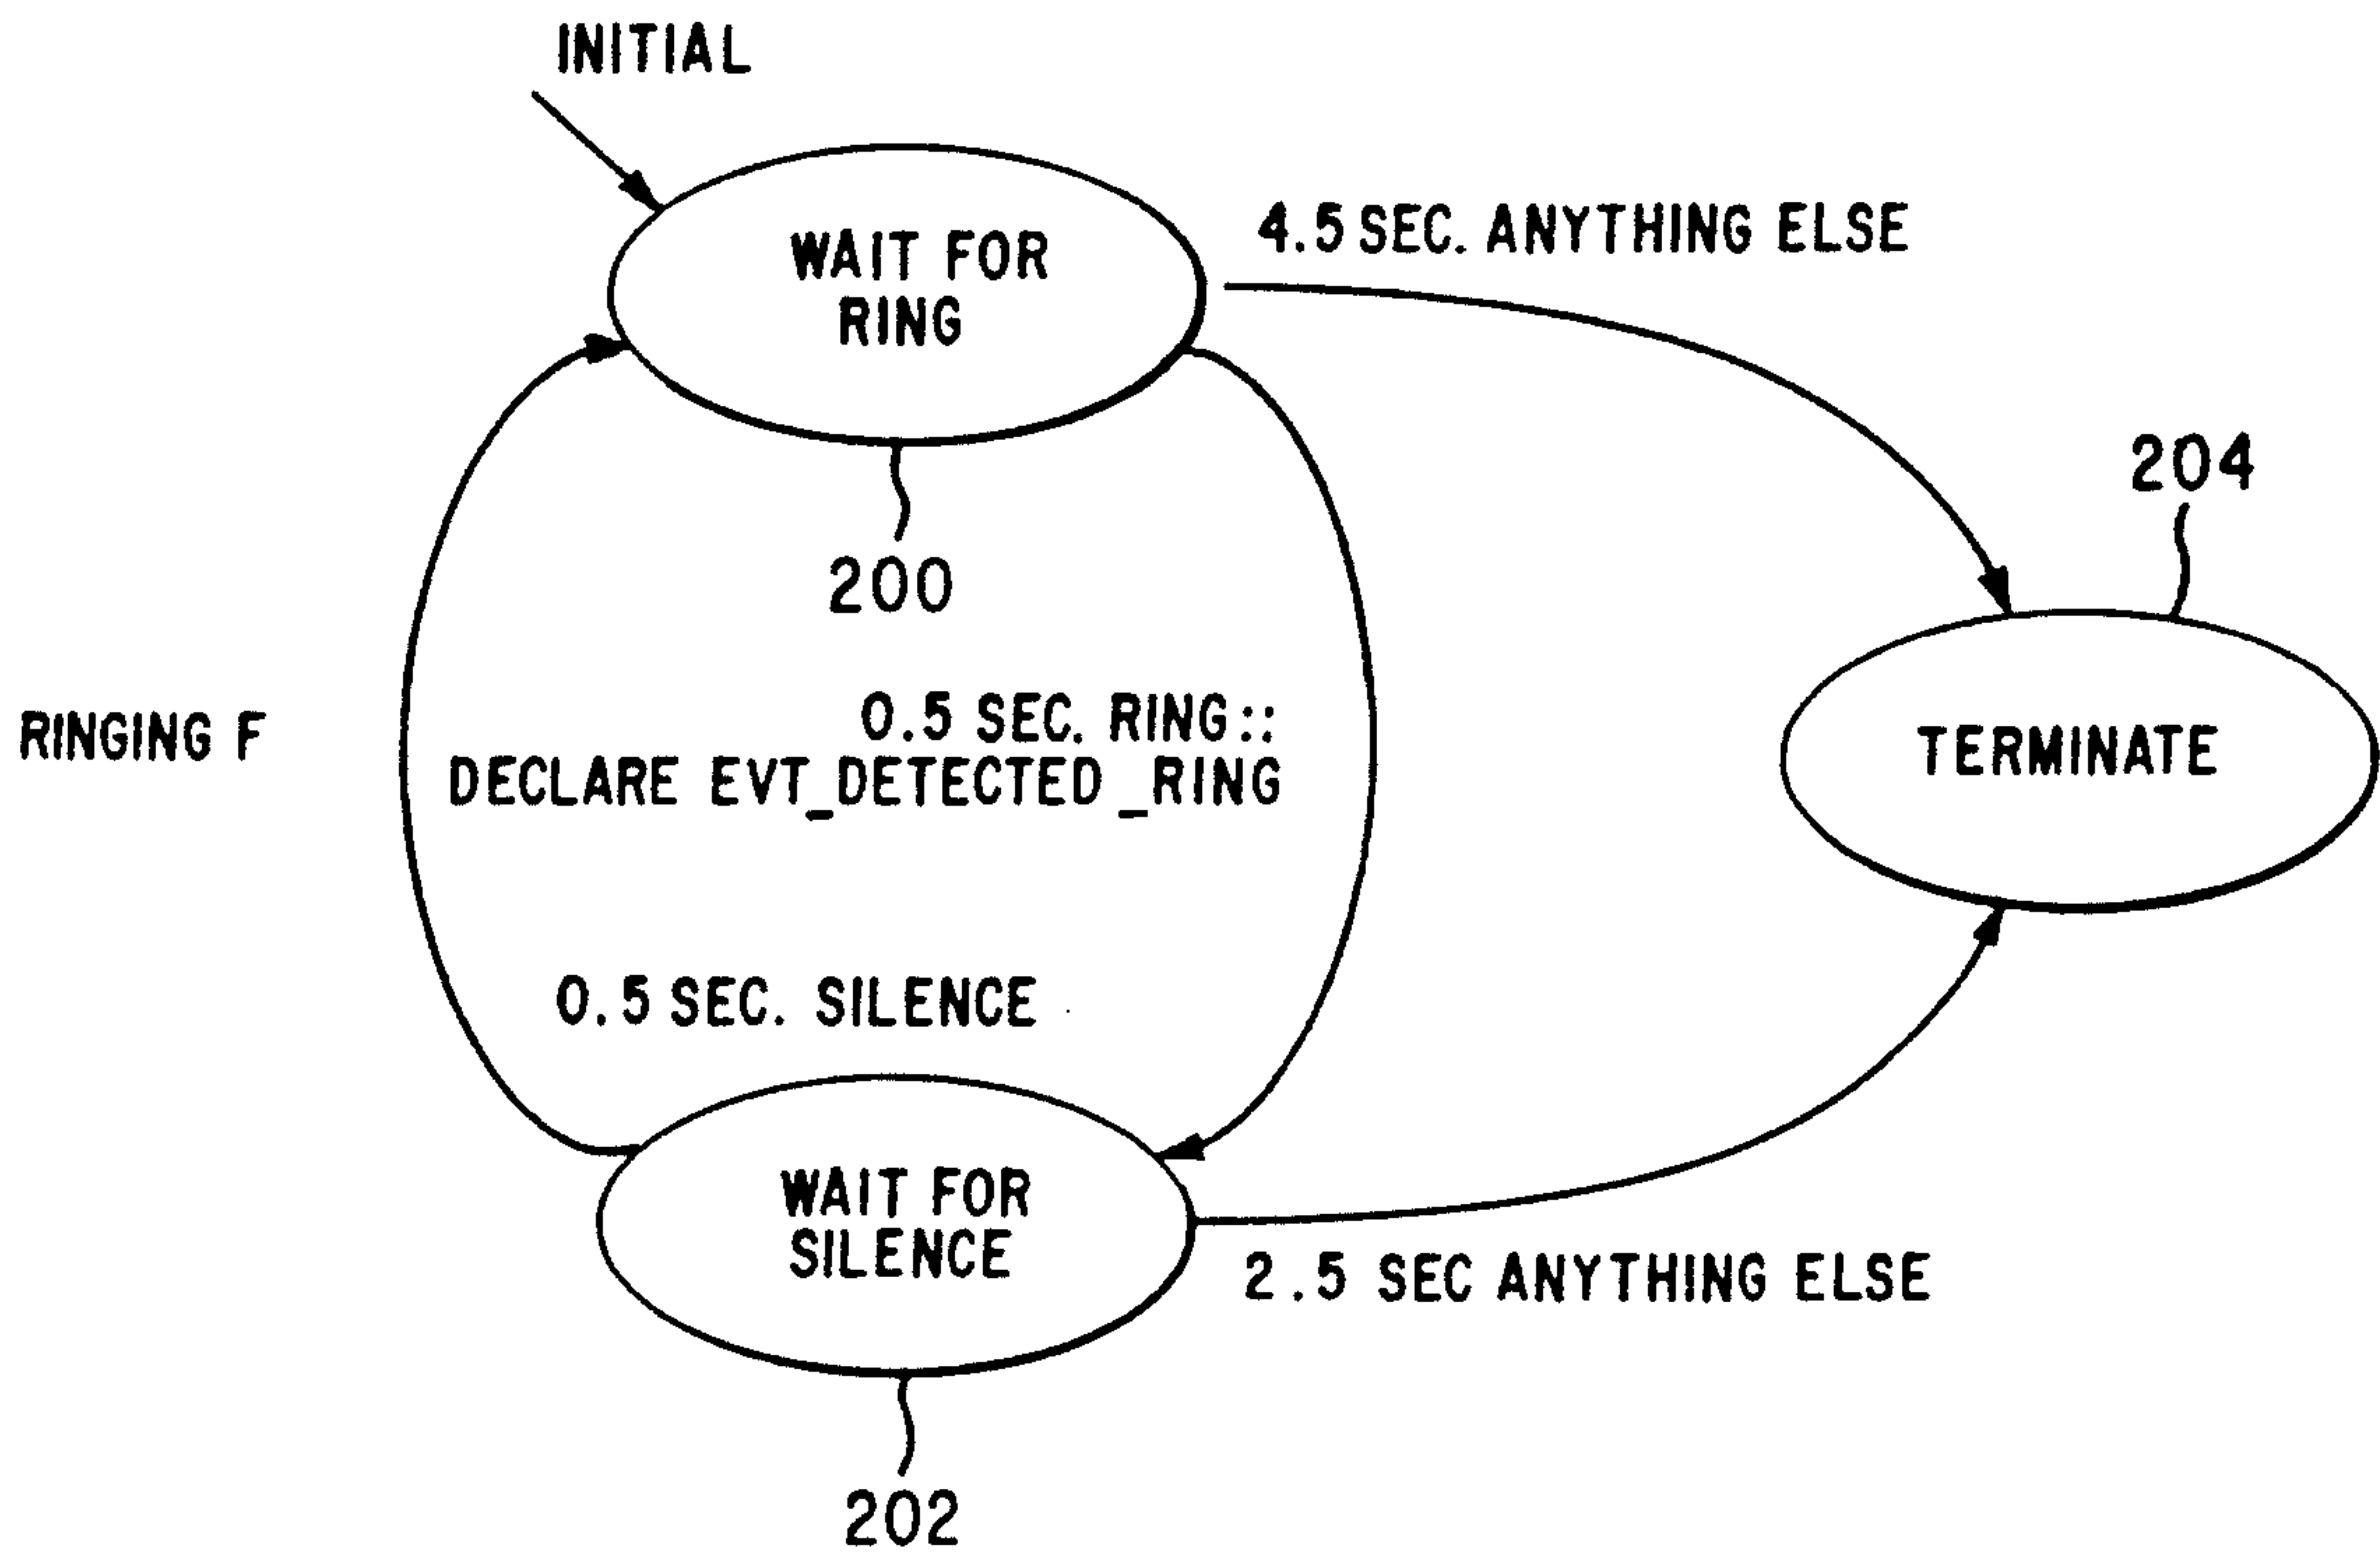 INITIAL
WAIT FOR
RING
4.5 SEC. ANYTHING ELSE
204
200
RINGING F
0.5 SEC. RING::
DECLARE EVT_DETECTED_RING
TERMINATE
0.5 SEC. SILENCE
WAIT FOR
SILENCE
2.5 SEC ANYTHING ELSE
202